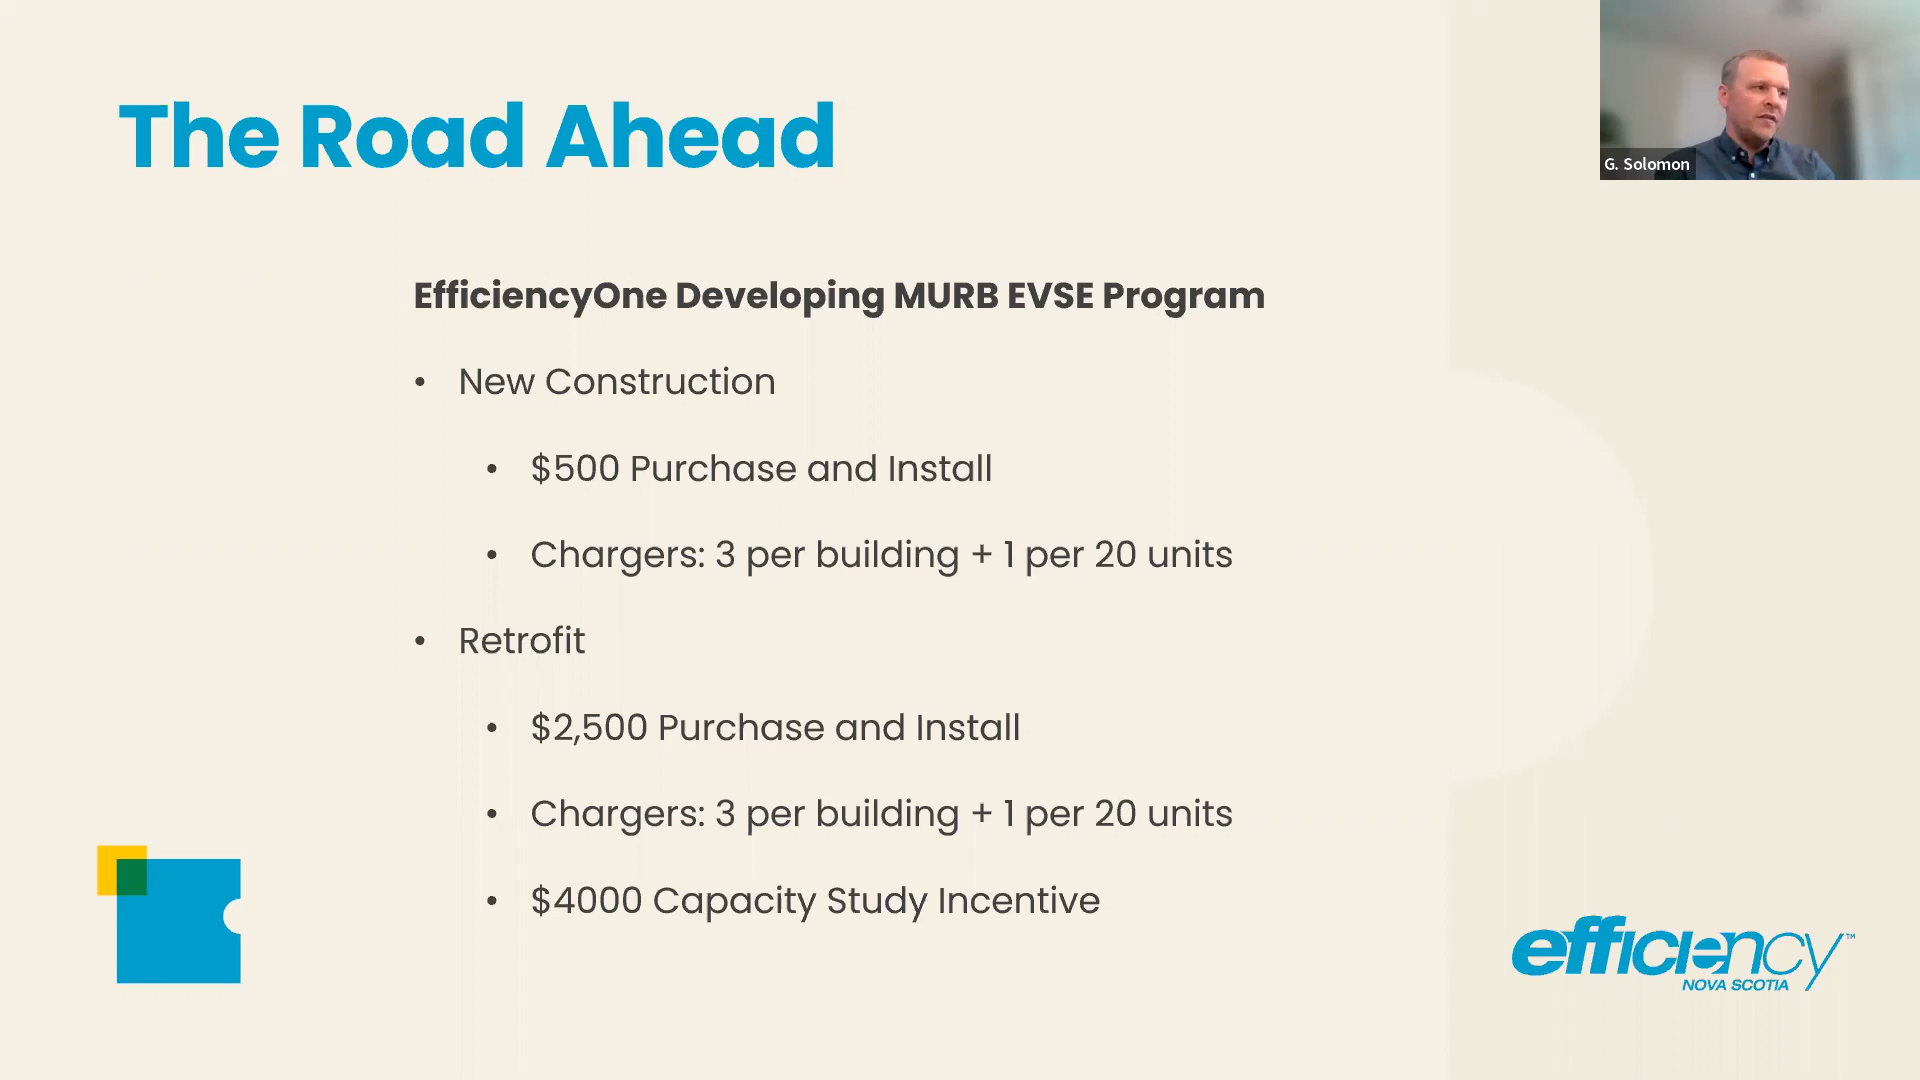 The Road Ahead
G. Solomon
EfficiencyOne Developing MURB EVSE Program
• New Construction
• $500 Purchase and Install
• Chargers: 3 per building + 1 per 20 units
• Retrofit
• $2,500 Purchase and Install
• Chargers: 3 per building + 1 per 20 units
• $4000 Capacity Study Incentive
efficiency™
NOVA SCOTIA